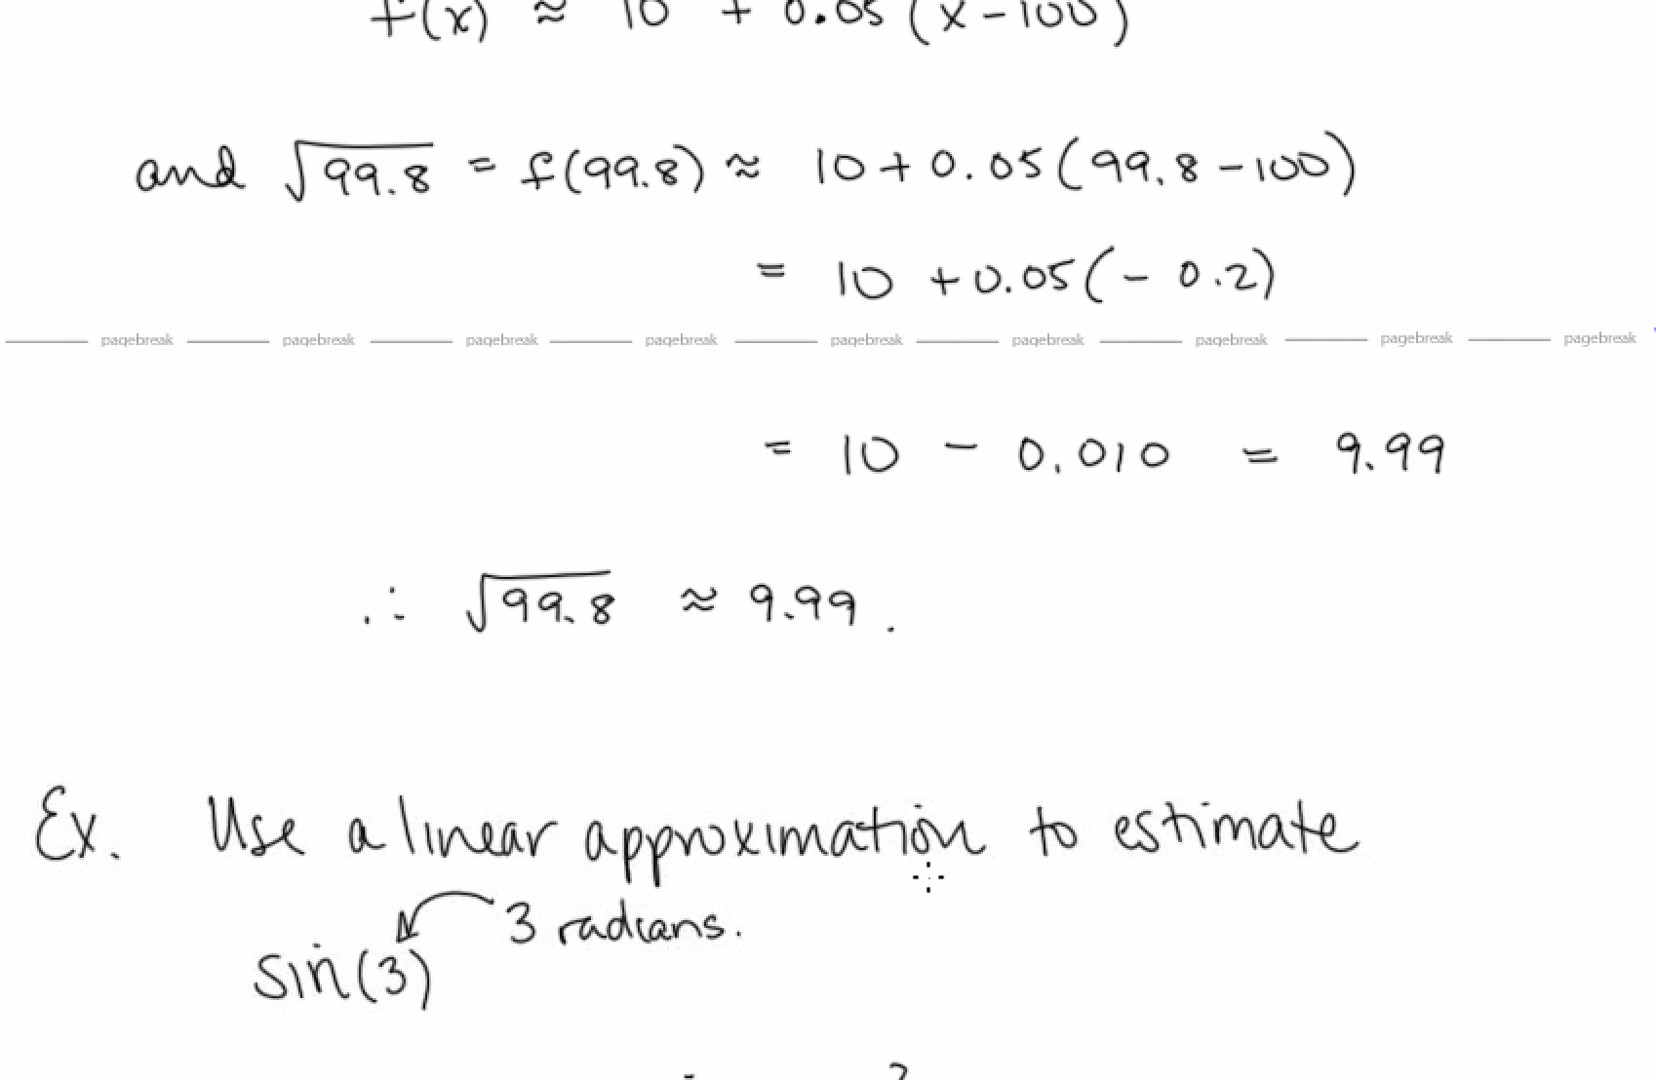 f(x) ≈ 10 + 0.05 (x-100)
and √99.8 = f(99.8) ≈ 10 + 0.05(99.8-100)
= 10 + 0.05(-0.2)
pagebreak pagebreak pagebreak pagebreak pagebreak pagebreak pagebreak pagebreak pagebreak
= 10 - 0.010 = 9.99
∴ √99.8 ≈ 9.99.
Ex. Use a linear approximation to estimate
3 radians.
sin(3)